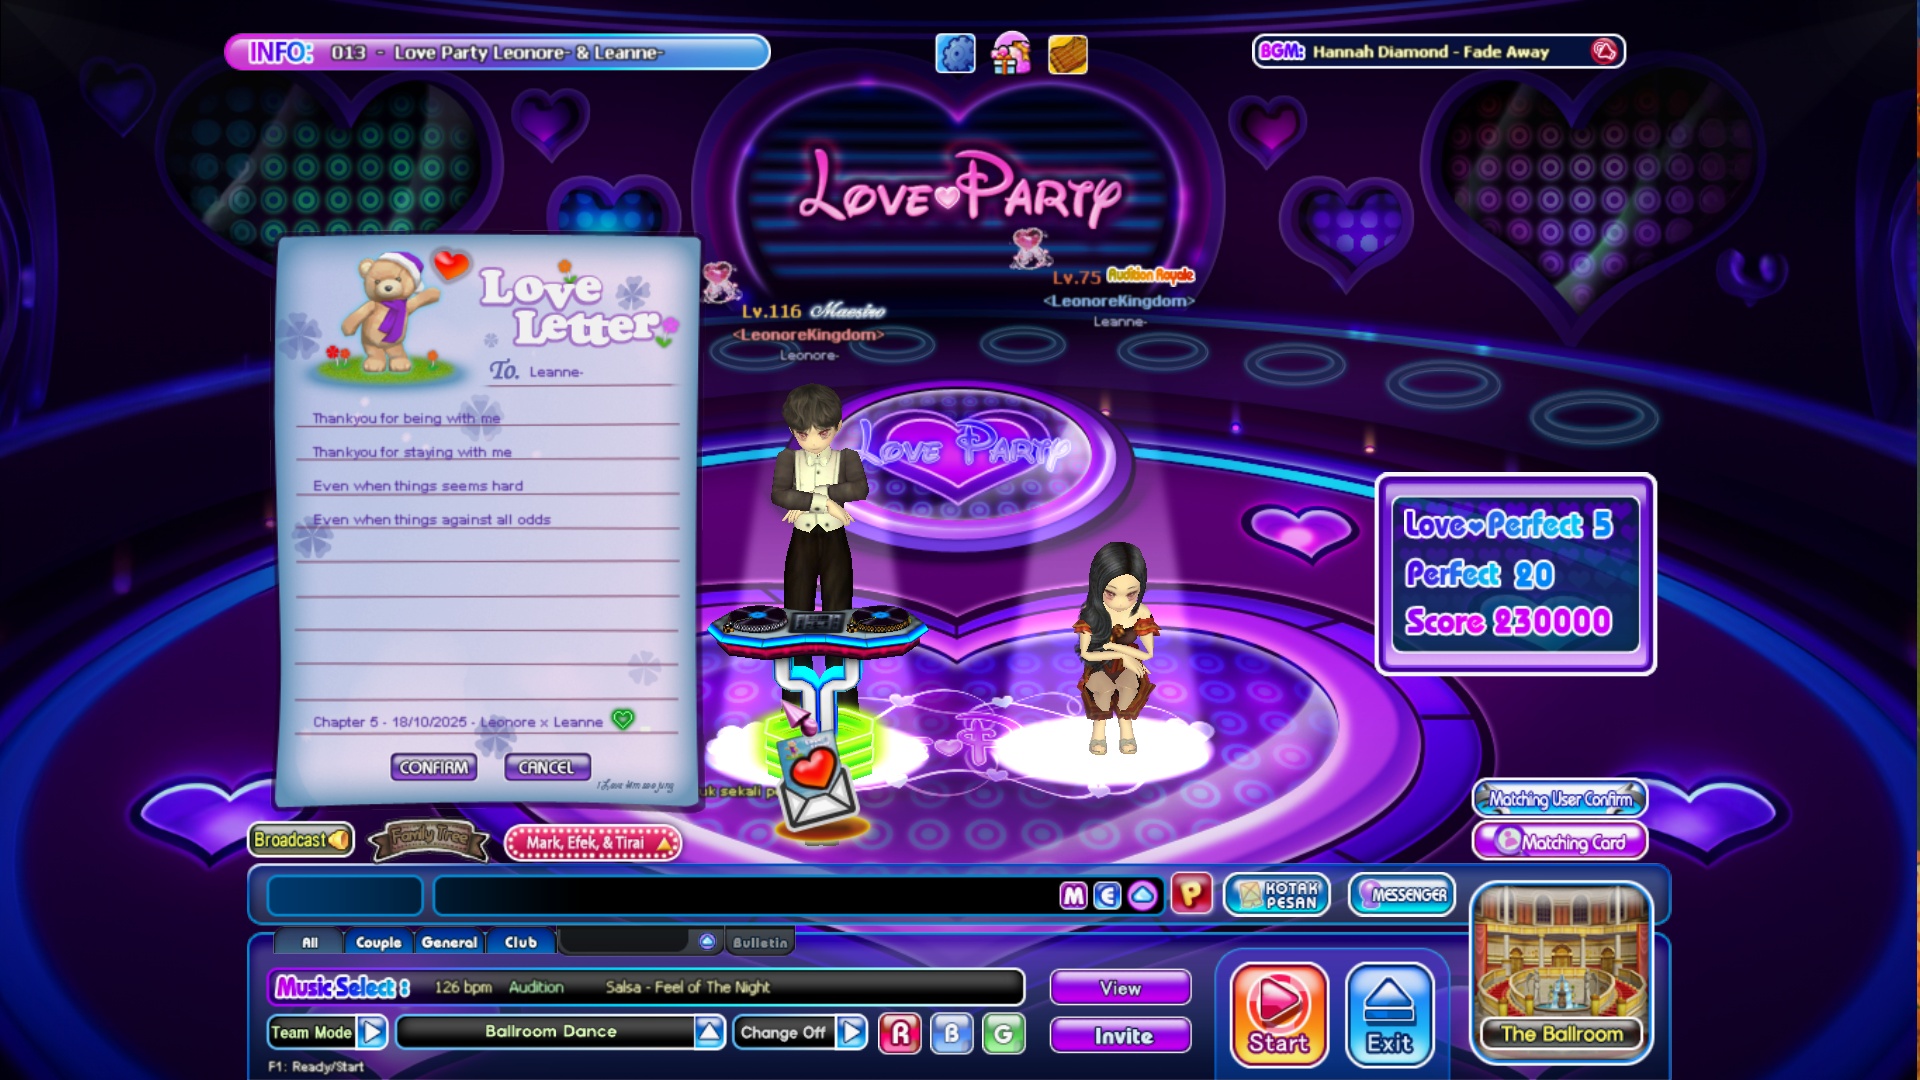 INFO: 013 - Love Party Leonore- & Leanne-
BGM: Hannah Diamond - Fade Away
Love Party
Lv.75 Audition Royale
<LeonoreKingdom>
Leanne-
Lv.116 Maestro
<LeonoreKingdom>
Leonore-
Love Letter
To. Leanne-
Thankyou for being with me
Thankyou for staying with me
Even when things seems hard
Even when things against all odds
Chapter 5 - 18/10/2025 - Leonore x Leanne
CONFIRM CANCEL
Love Party
Love Perfect 5
Perfect 20
Score 230000
uk sekali
Matching User Confirm
Matching Card
Broadcast Family Tree Mark, Efek, & Tirai
M E P KOTAK PESAN MESSENGER
All Couple General Club Bulletin
Music Select : 126 bpm Audition Salsa - Feel of The Night View
Team Mode Ballroom Dance Change Off R B G Invite
Start Exit The Ballroom
F1: Ready/Start